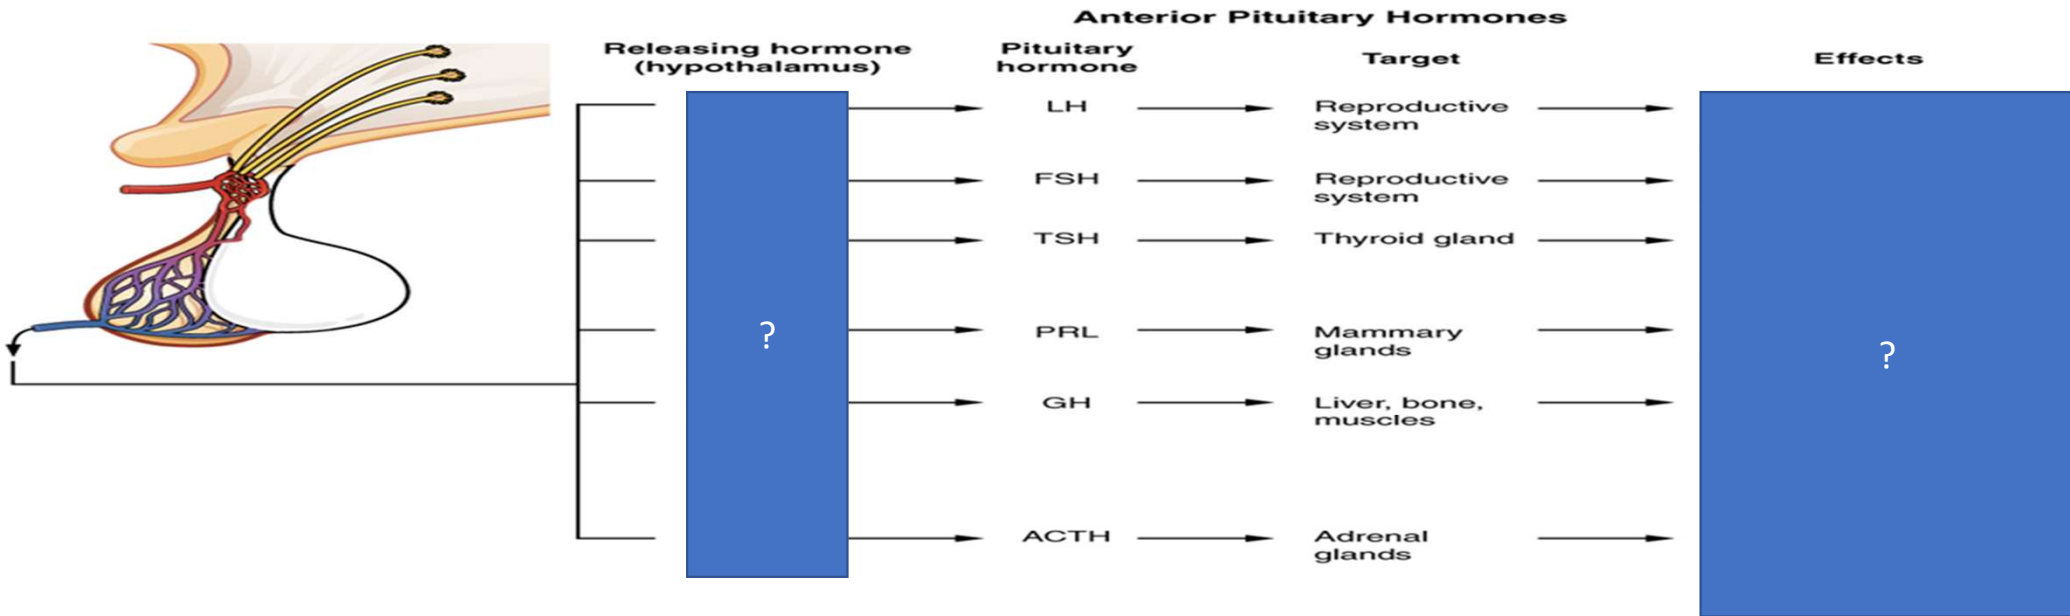 Anterior Pituitary Hormones
Releasing hormone
(hypothalamus)
Pituitary
hormone
Target
Effects
LH
Reproductive
system
FSH
Reproductive
system
TSH
Thyroid gland
?
PRL
Mammary
glands
?
GH
Liver, bone,
muscles
ACTH
Adrenal
glands